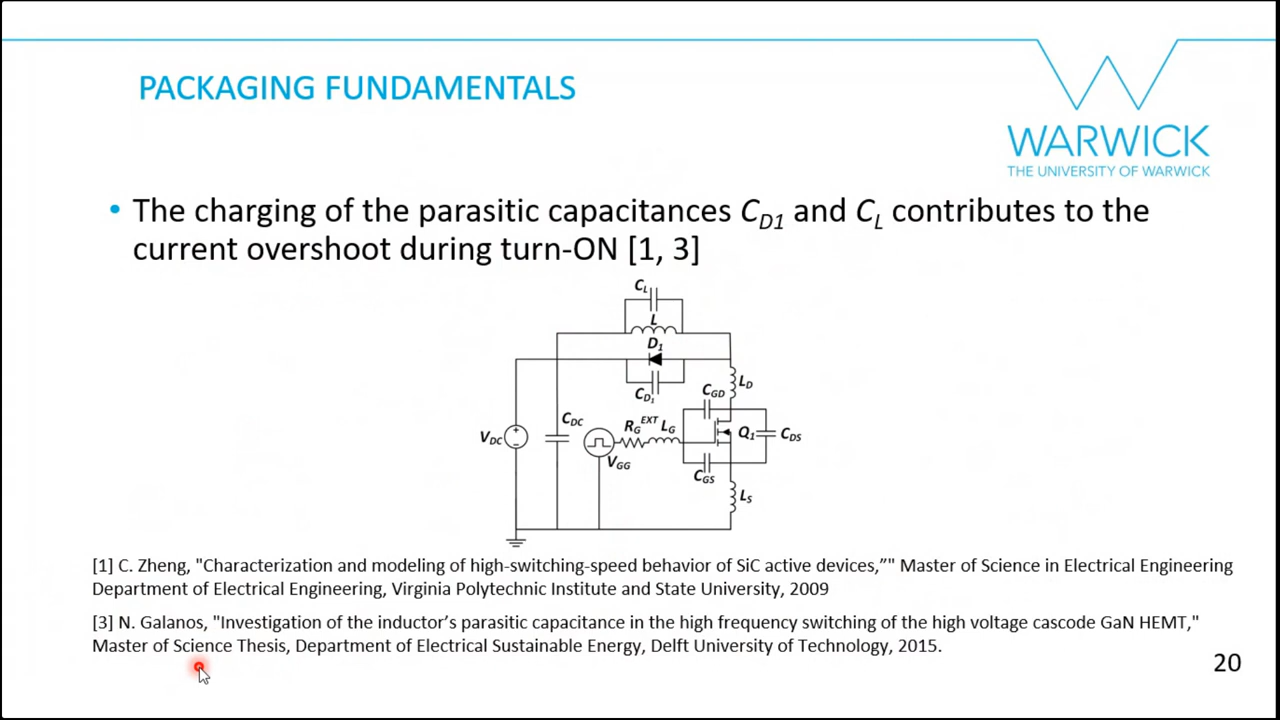 PACKAGING FUNDAMENTALS
WARWICK
THE UNIVERSITY OF WARWICK
• The charging of the parasitic capacitances CD1 and CL contributes to the
current overshoot during turn-ON [1, 3]
CL
L
D1
CD1
LD
CGD
CDC
RG EXT LG
VDC
Q1
CDS
VGG
CGS
LS
[1] C. Zheng, "Characterization and modeling of high-switching-speed behavior of SiC active devices,”" Master of Science in Electrical Engineering
Department of Electrical Engineering, Virginia Polytechnic Institute and State University, 2009
[3] N. Galanos, "Investigation of the inductor’s parasitic capacitance in the high frequency switching of the high voltage cascode GaN HEMT,"
Master of Science Thesis, Department of Electrical Sustainable Energy, Delft University of Technology, 2015.
20